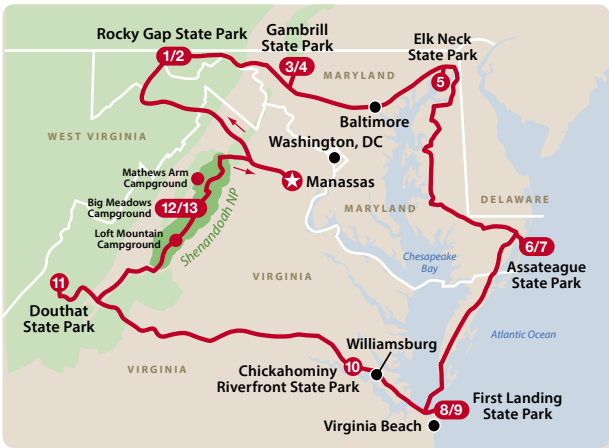 Rocky Gap State Park
1/2
Gambrill
State Park
3/4
Elk Neck
State Park
5
MARYLAND
Baltimore
WEST VIRGINIA
Washington, DC
Mathews Arm
Campground
Manassas
Big Meadows
Campground
12/13
Loft Mountain
Campground
Shenandoah NP
MARYLAND
DELAWARE
6/7
Assateague
State Park
Chesapeake
Bay
VIRGINIA
11
Douthat
State Park
Atlantic Ocean
Williamsburg
VIRGINIA
10
Chickahominy
Riverfront State Park
8/9
First Landing
State Park
Virginia Beach